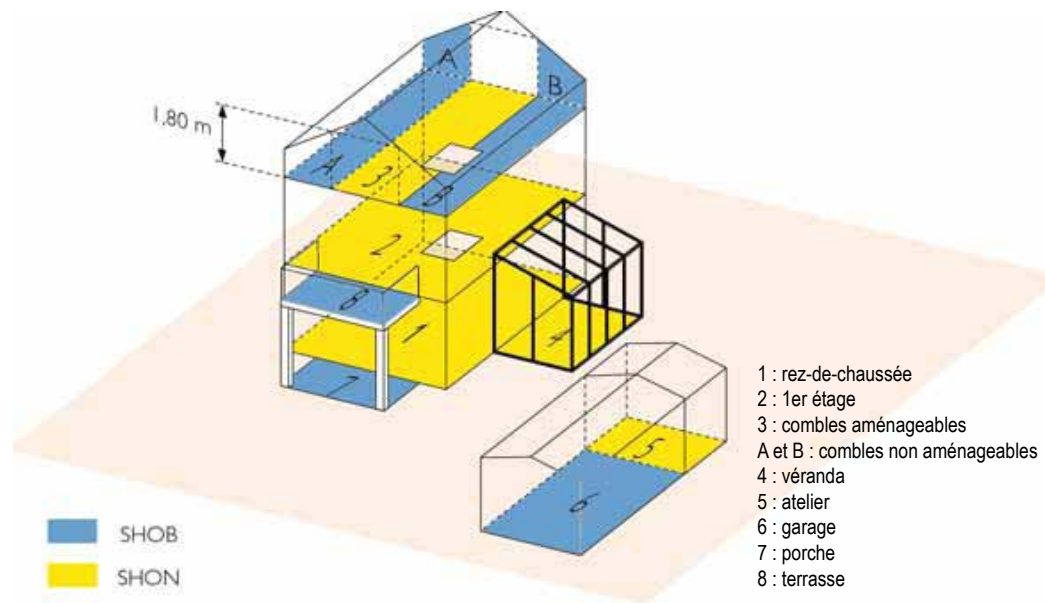 A
B
1.80 m
A
3
B
2
8
1
4
7
5
6
1 : rez-de-chaussée
2 : 1er étage
3 : combles aménageables
A et B : combles non aménageables
4 : véranda
5 : atelier
6 : garage
7 : porche
8 : terrasse
SHOB
SHON